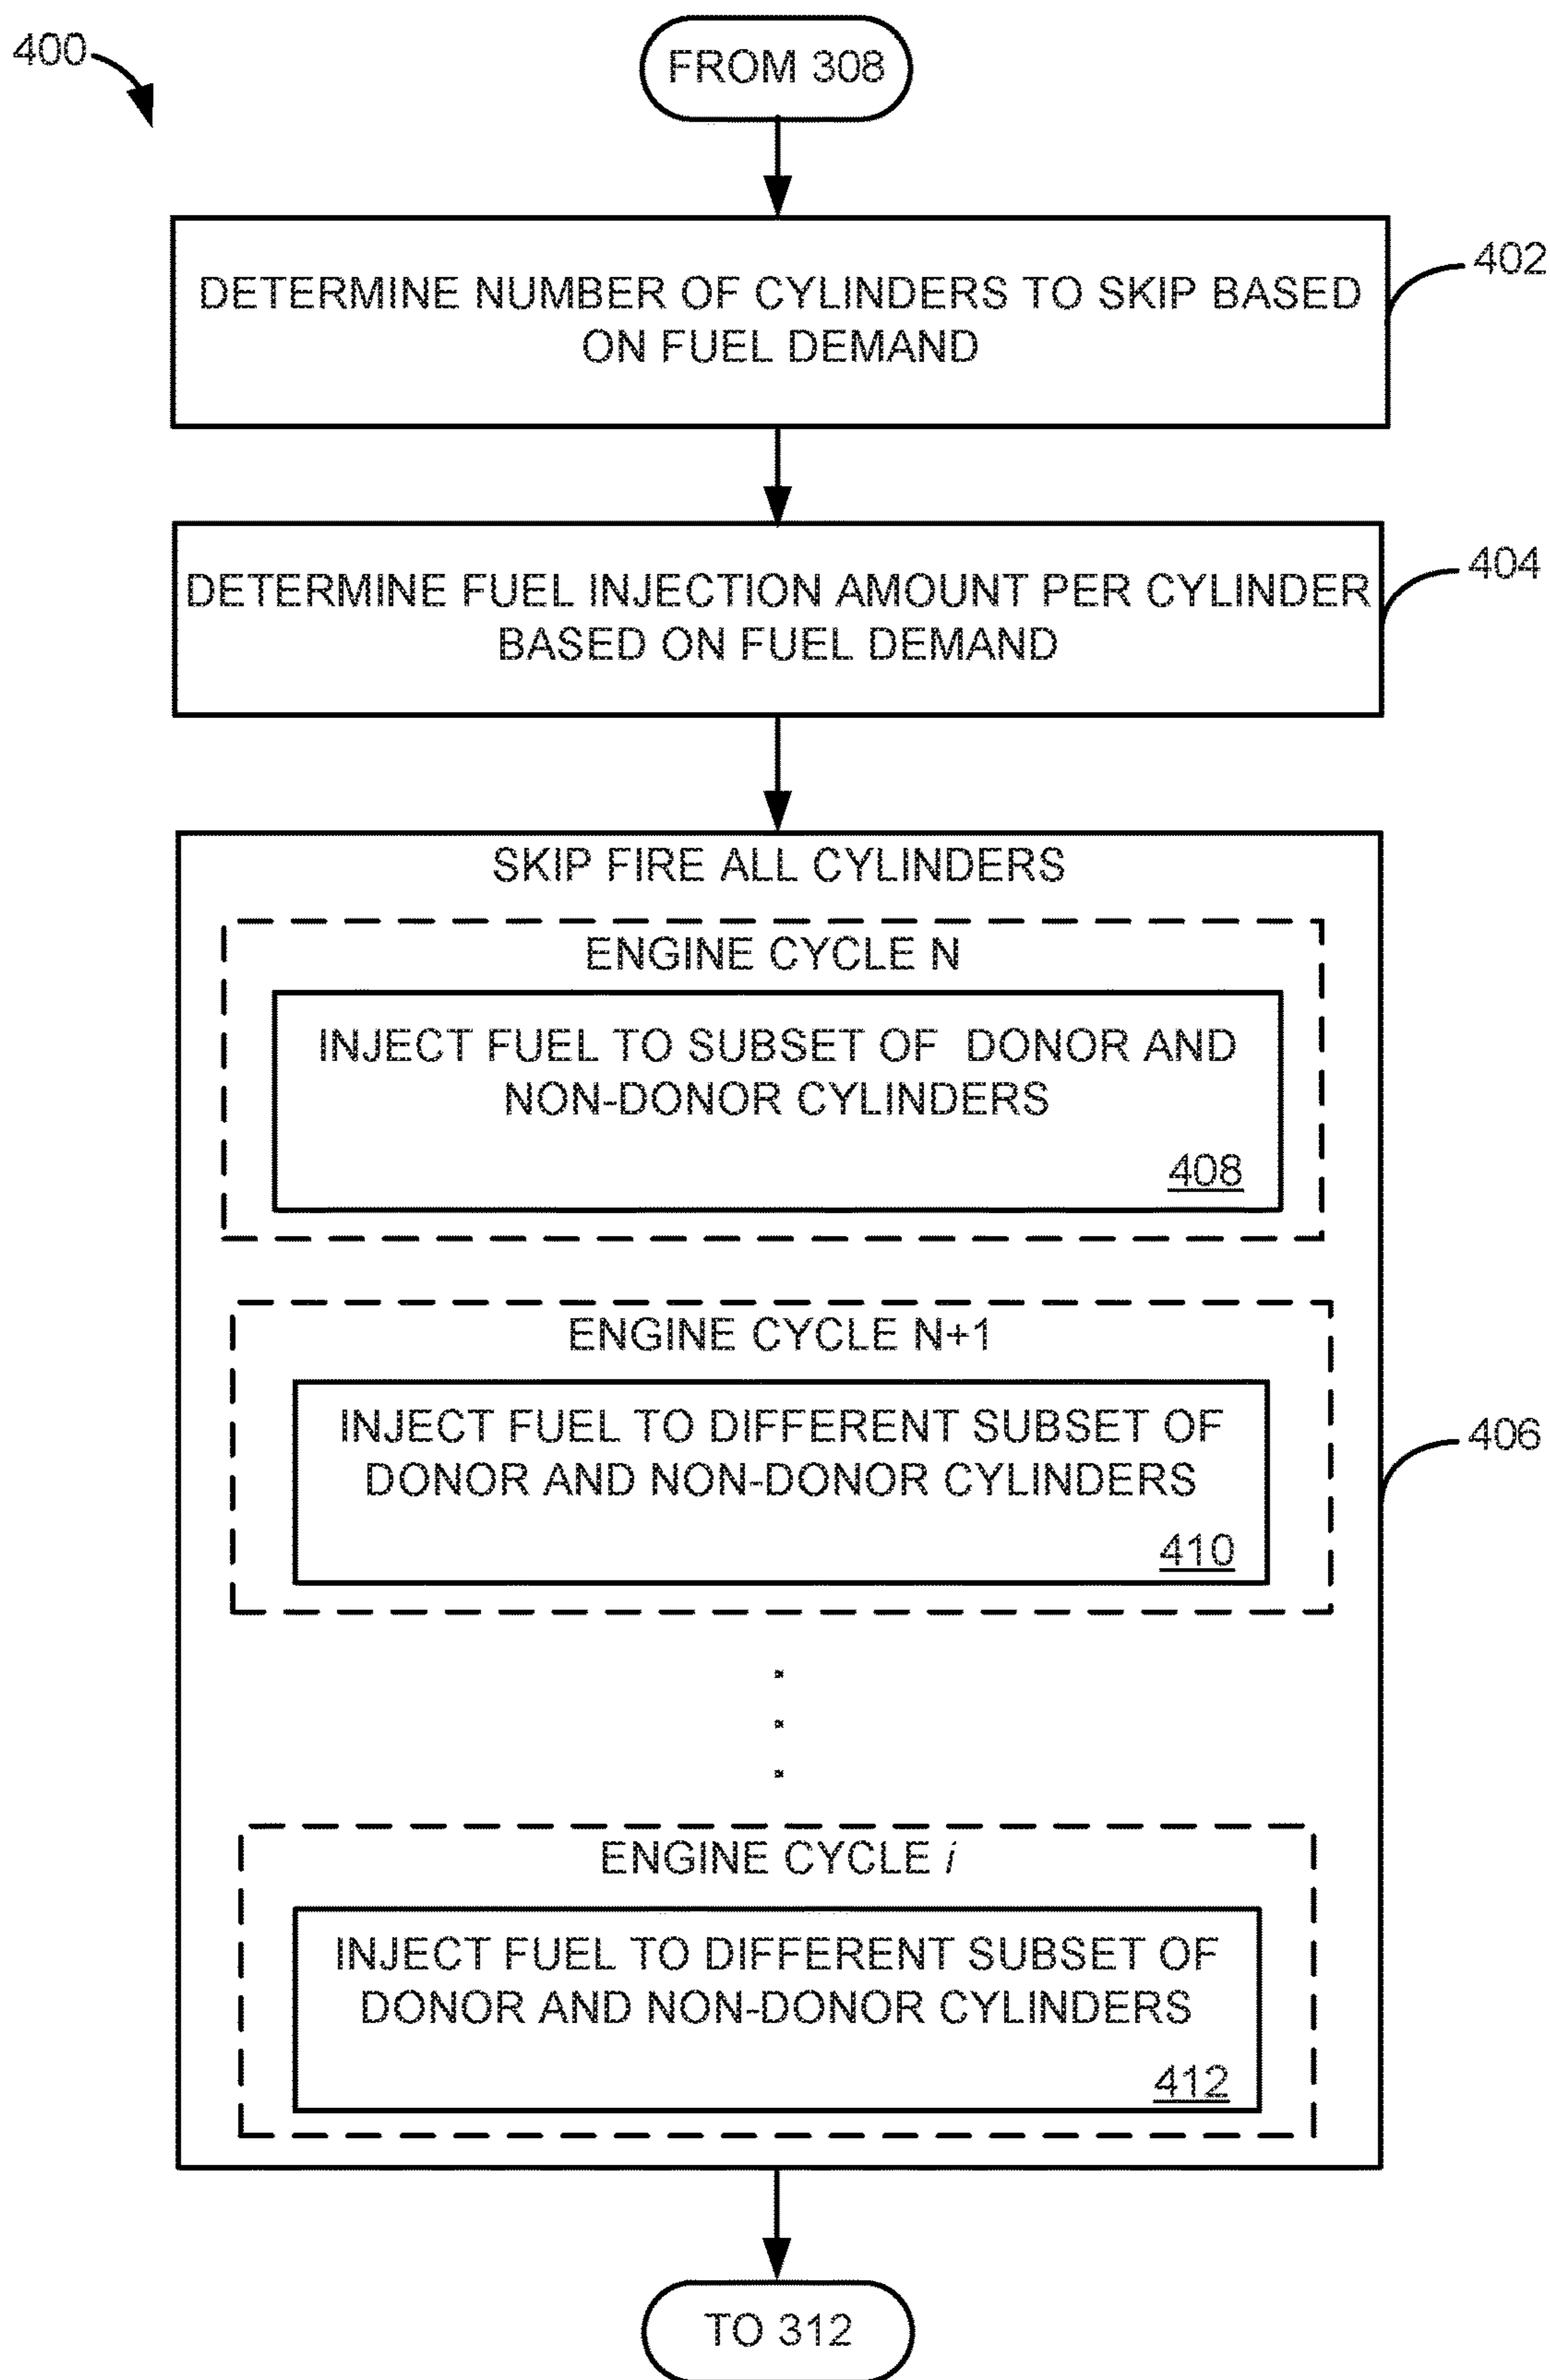 400
FROM 308
DETERMINE NUMBER OF CYLINDERS TO SKIP BASED
ON FUEL DEMAND
402
DETERMINE FUEL INJECTION AMOUNT PER CYLINDER
BASED ON FUEL DEMAND
404
SKIP FIRE ALL CYLINDERS
ENGINE CYCLE N
INJECT FUEL TO SUBSET OF DONOR AND
NON-DONOR CYLINDERS
408
ENGINE CYCLE N+1
INJECT FUEL TO DIFFERENT SUBSET OF
DONOR AND NON-DONOR CYLINDERS
410
406
ENGINE CYCLE i
INJECT FUEL TO DIFFERENT SUBSET OF
DONOR AND NON-DONOR CYLINDERS
412
TO 312